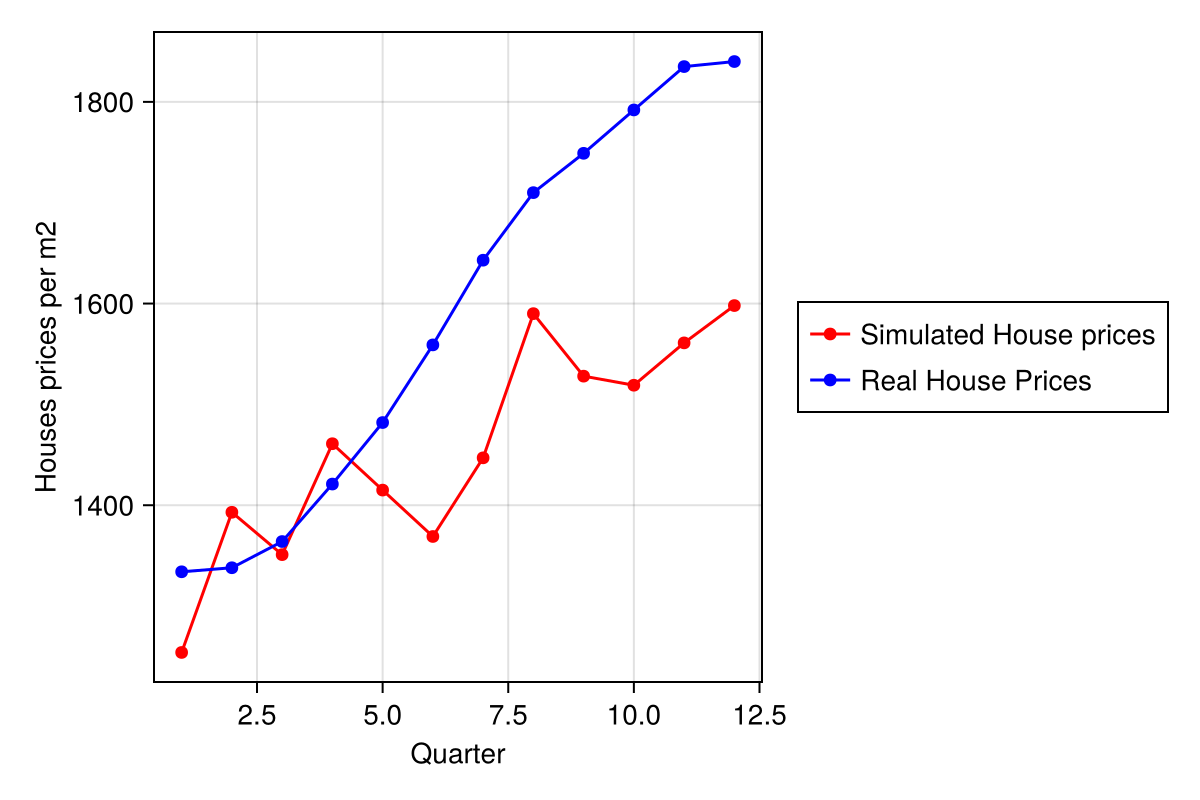 Houses prices per m2
1800
1600
1400
2.5
5.0
7.5
10.0
12.5
Quarter
Simulated House prices
Real House Prices